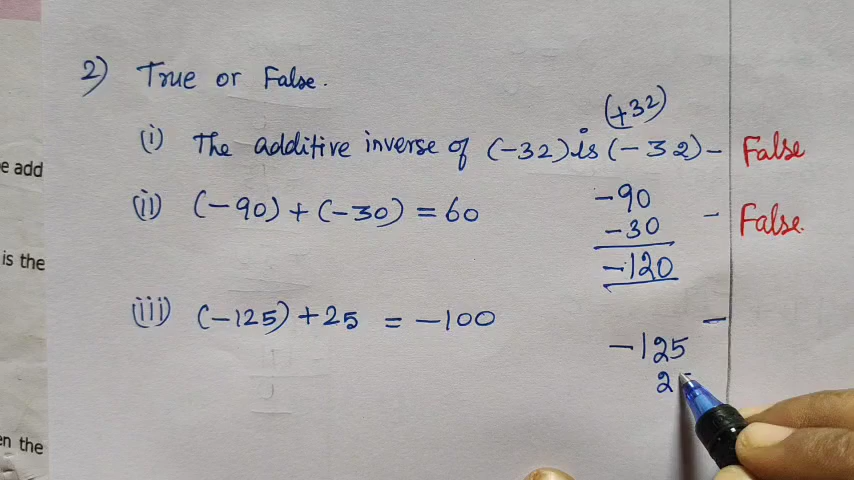 2) True or False.
(+32)
(i) The additive inverse of (-32) is (-32) - False
e add
(ii) (-90) + (-30) = 60 - False.
-90
-30
-120
is the
(iii) (-125) + 25 = -100 -
-125
2
en the